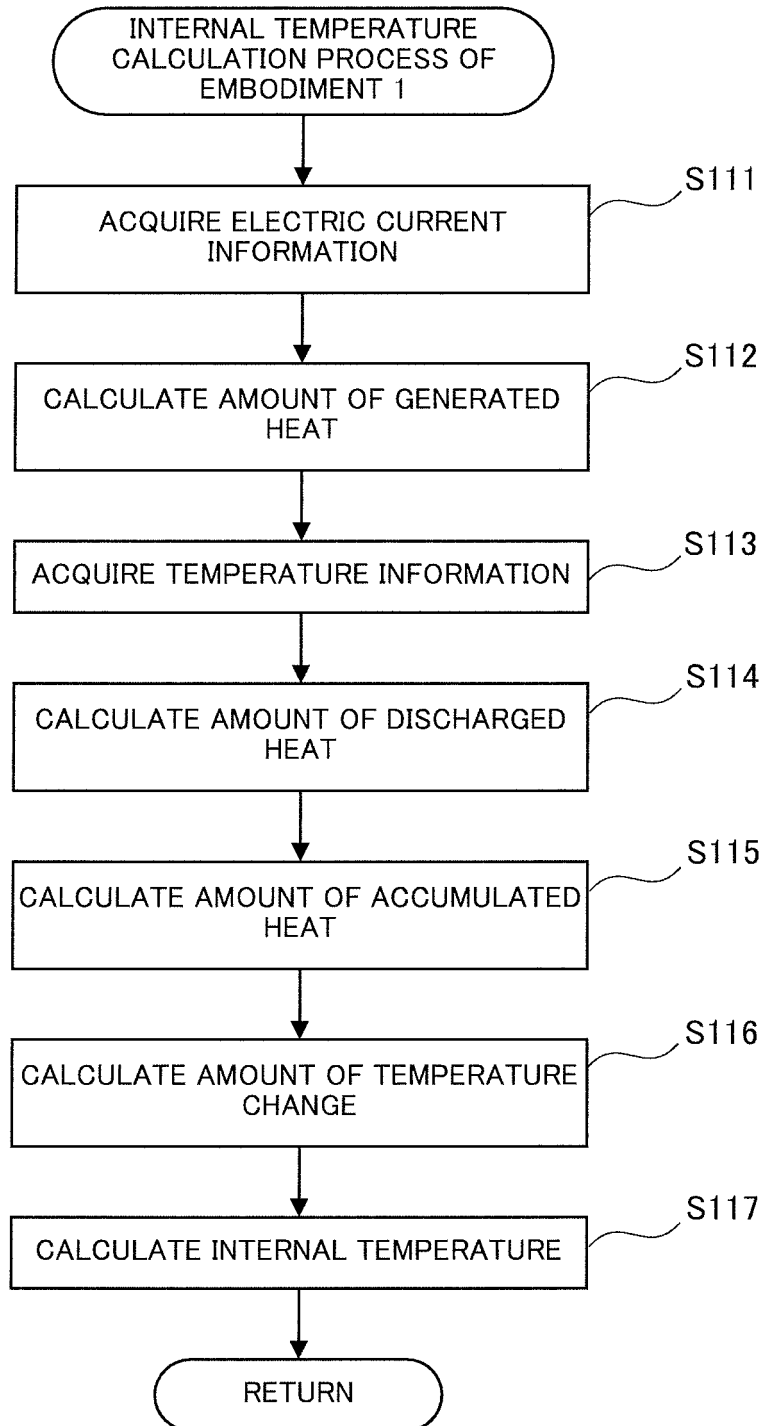 INTERNAL TEMPERATURE
CALCULATION PROCESS OF
EMBODIMENT 1
S111
ACQUIRE ELECTRIC CURRENT
INFORMATION
S112
CALCULATE AMOUNT OF GENERATED
HEAT
S113
ACQUIRE TEMPERATURE INFORMATION
S114
CALCULATE AMOUNT OF DISCHARGED
HEAT
S115
CALCULATE AMOUNT OF ACCUMULATED
HEAT
S116
CALCULATE AMOUNT OF TEMPERATURE
CHANGE
S117
CALCULATE INTERNAL TEMPERATURE
RETURN